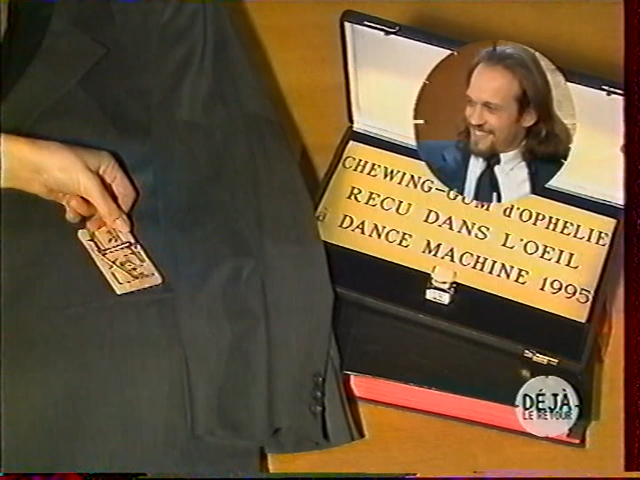 CHEWING-GUM d'OPHELIE
RECU DANS L'OEIL
à DANCE MACHINE 1995
DÉJÀ
LE RETOUR